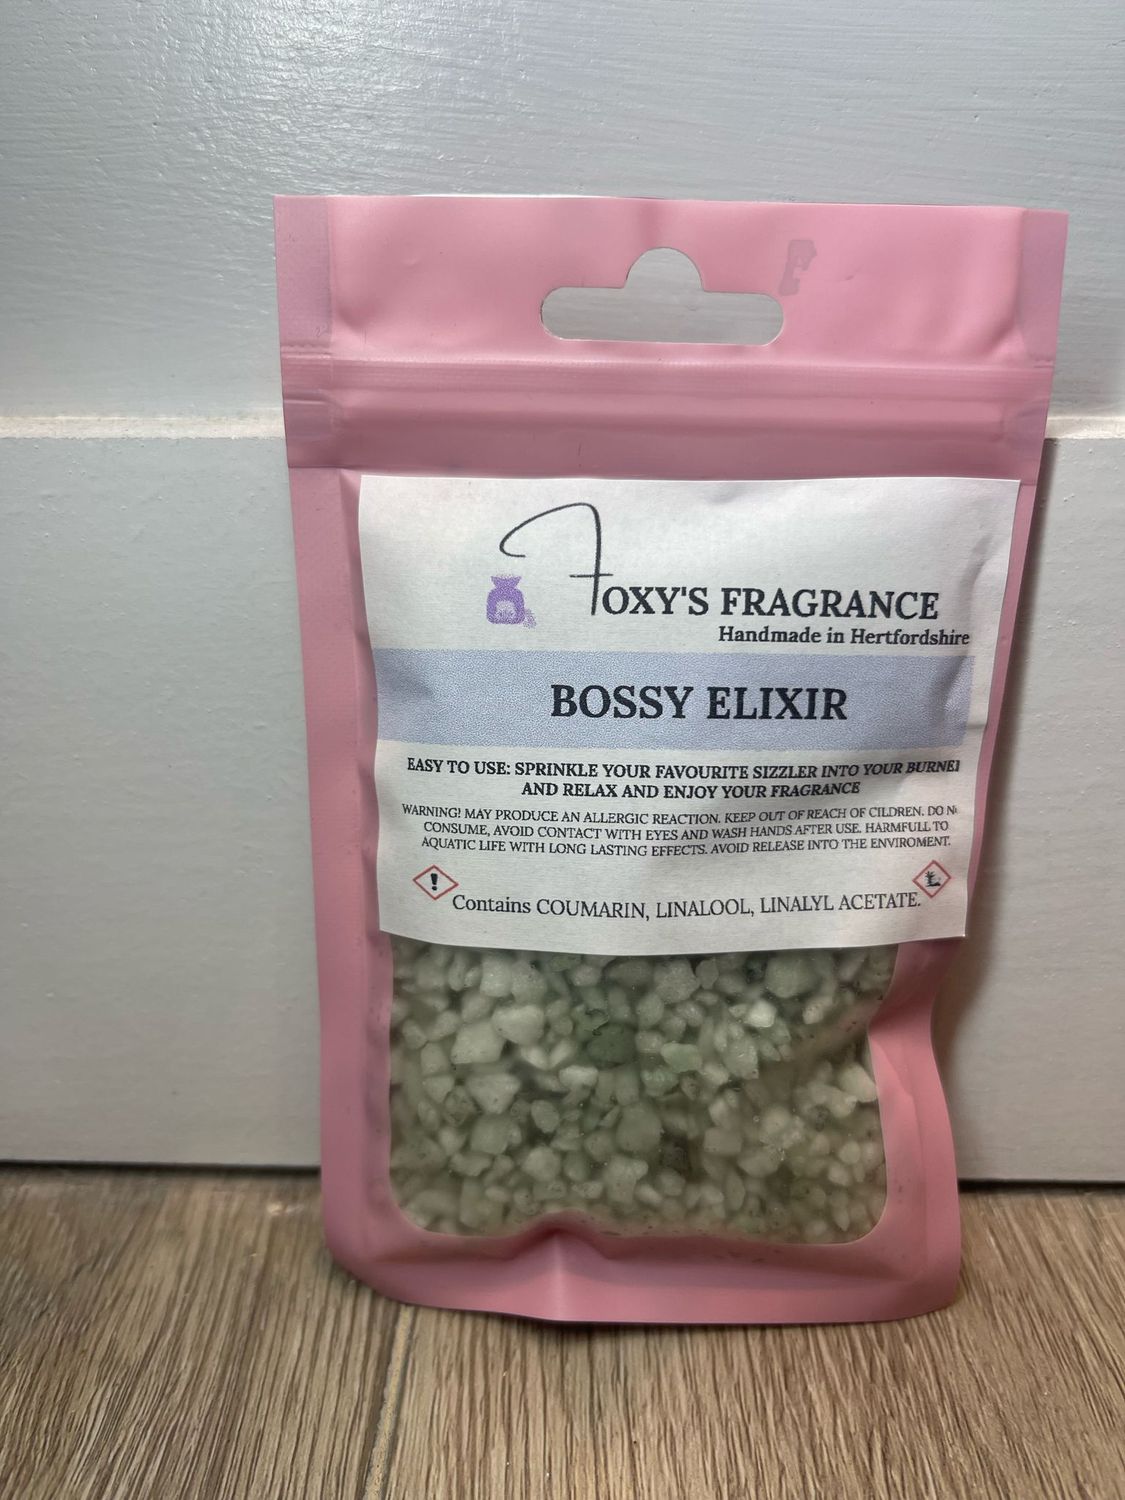 FOXY'S FRAGRANCE
Handmade in Hertfordshire
BOSSY ELIXIR
EASY TO USE: SPRINKLE YOUR FAVOURITE SIZZLER INTO YOUR BURNER
AND RELAX AND ENJOY YOUR FRAGRANCE
WARNING! MAY PRODUCE AN ALLERGIC REACTION. KEEP OUT OF REACH OF CILDREN. DO
CONSUME, AVOID CONTACT WITH EYES AND WASH HANDS AFTER USE. HARMFULL TO
AQUATIC LIFE WITH LONG LASTING EFFECTS. AVOID RELEASE INTO THE ENVIROMENT.
Contains COUMARIN, LINALOOL, LINALYL ACETATE.